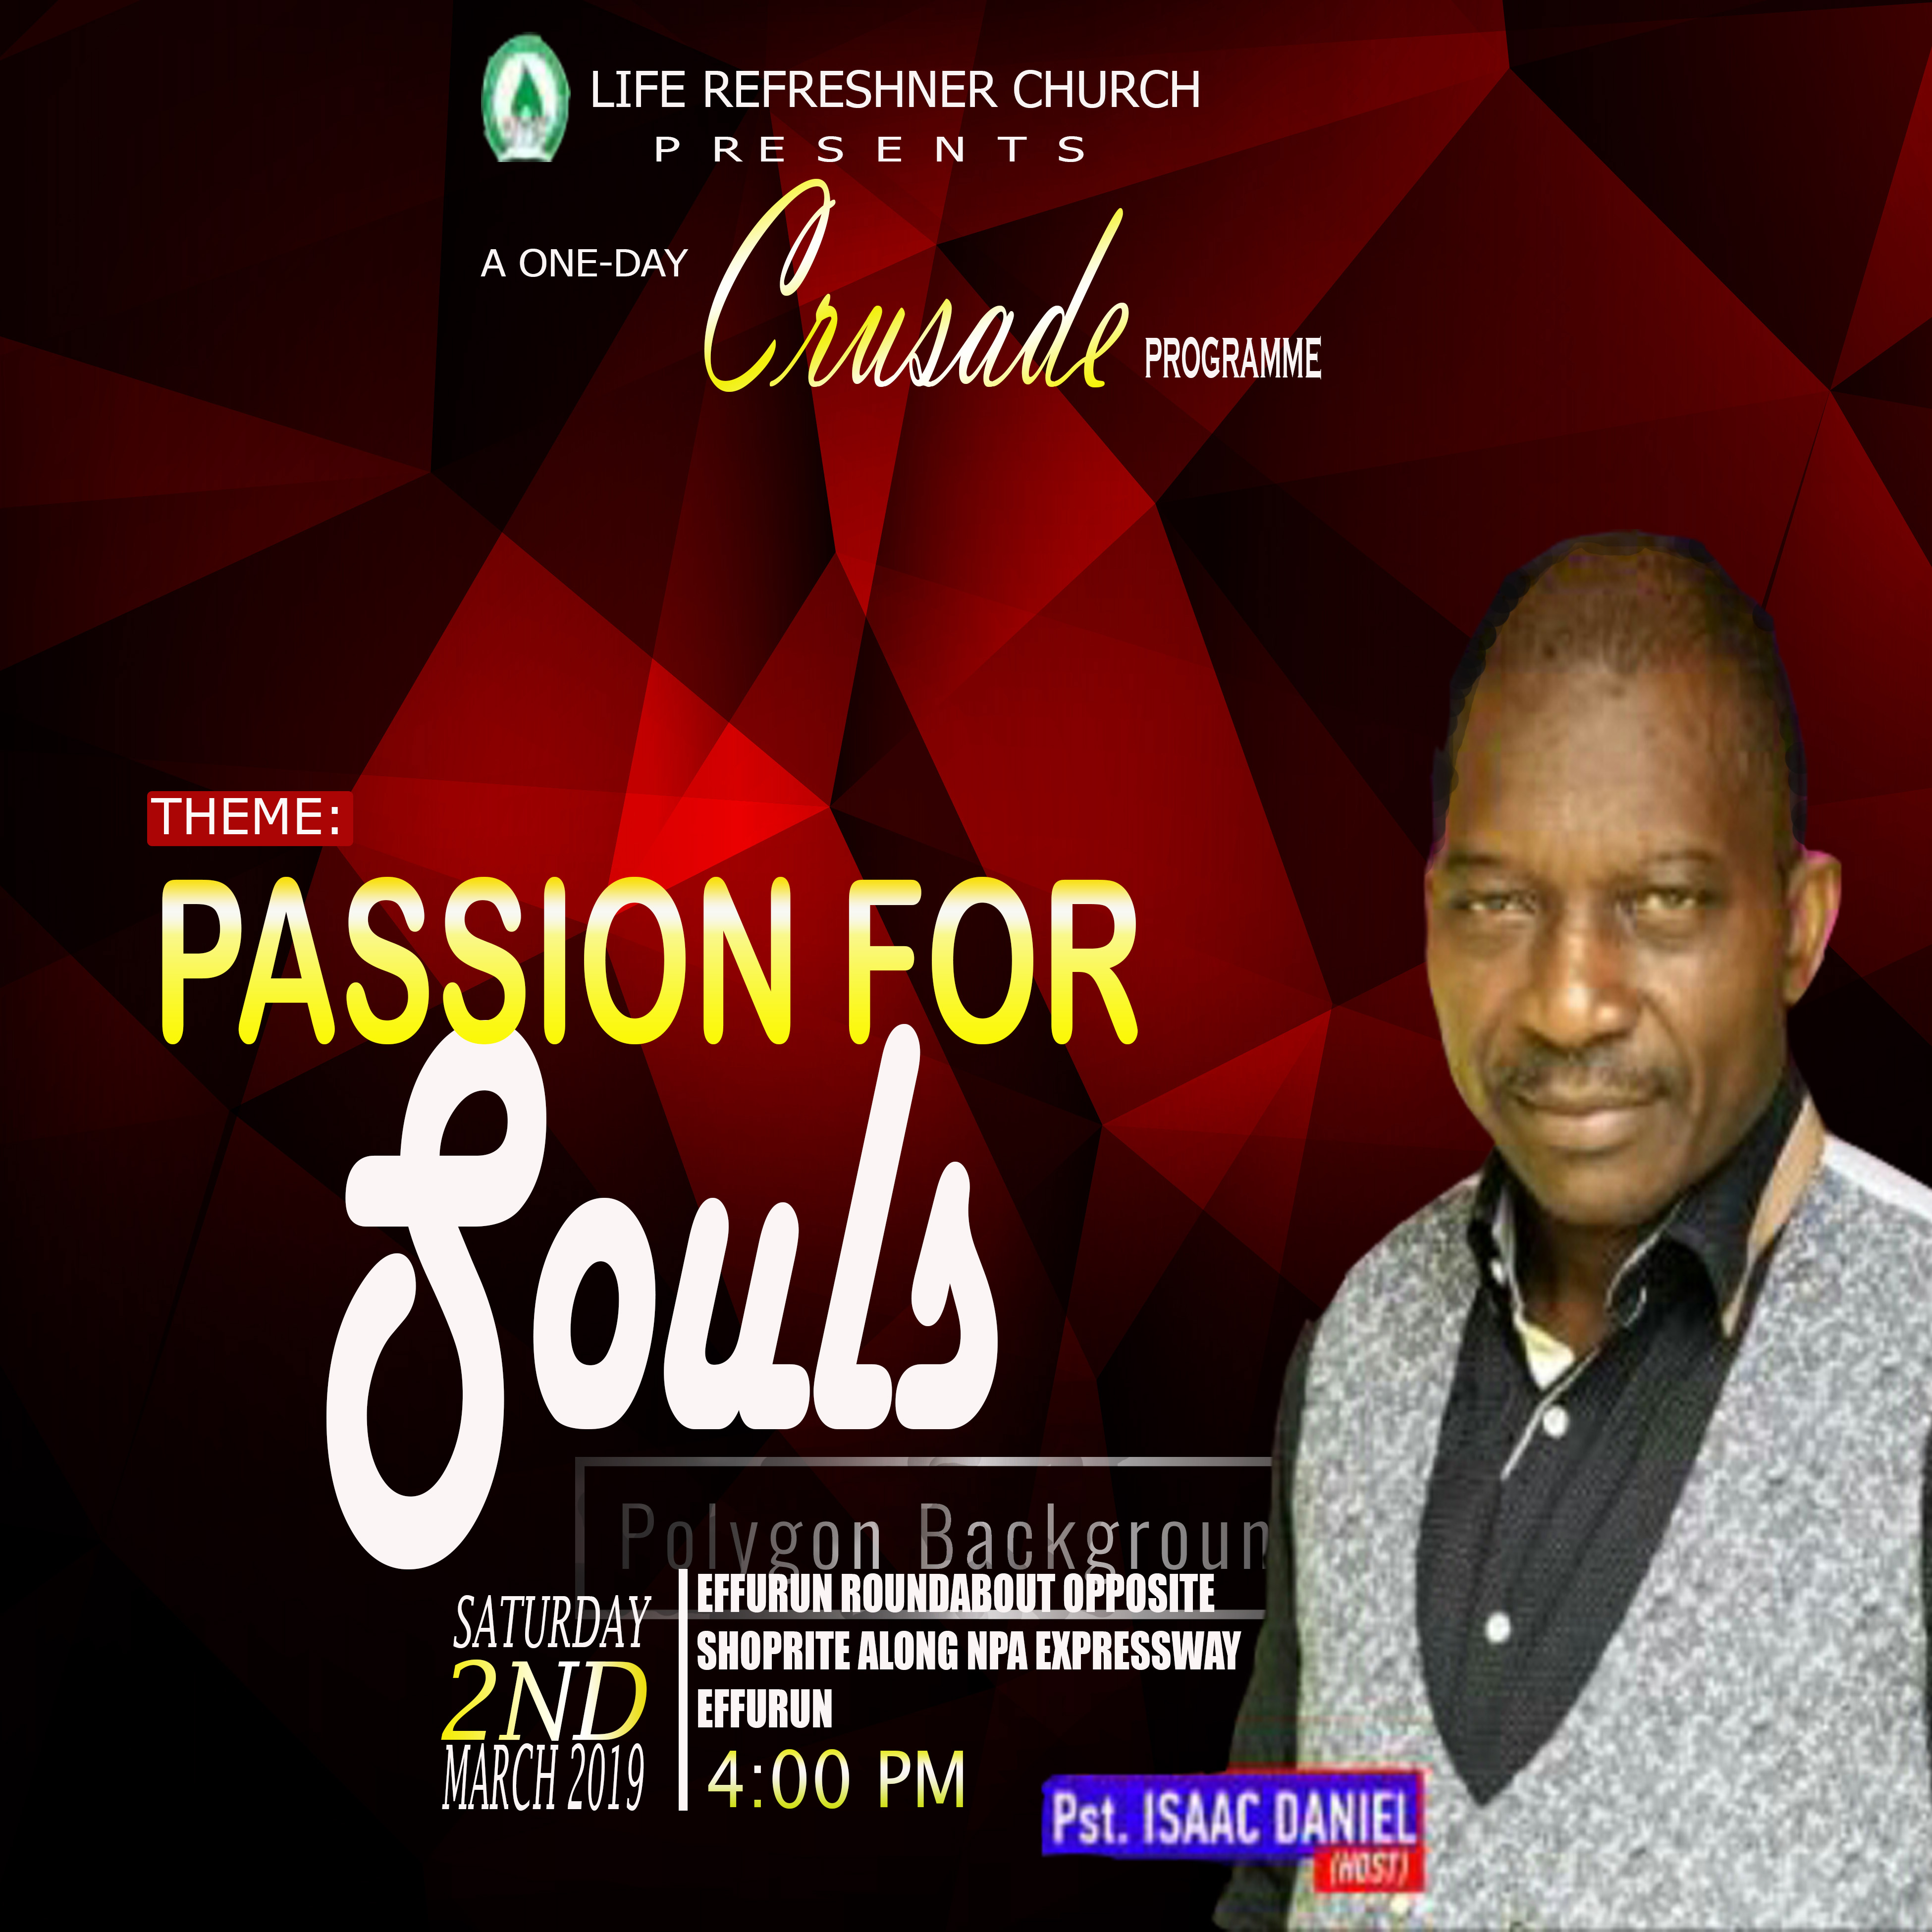 LIFE REFRESHNER CHURCH
PRESENTS
A ONE-DAY Crusade PROGRAMME
THEME:
PASSION FOR
Souls
Polygon Backgroun
SATURDAY
2ND
MARCH 2019
EFFURUN ROUNDABOUT OPPOSITE
SHOPRITE ALONG NPA EXPRESSWAY
EFFURUN
4:00 PM
Pst. ISAAC DANIEL
(HOST)